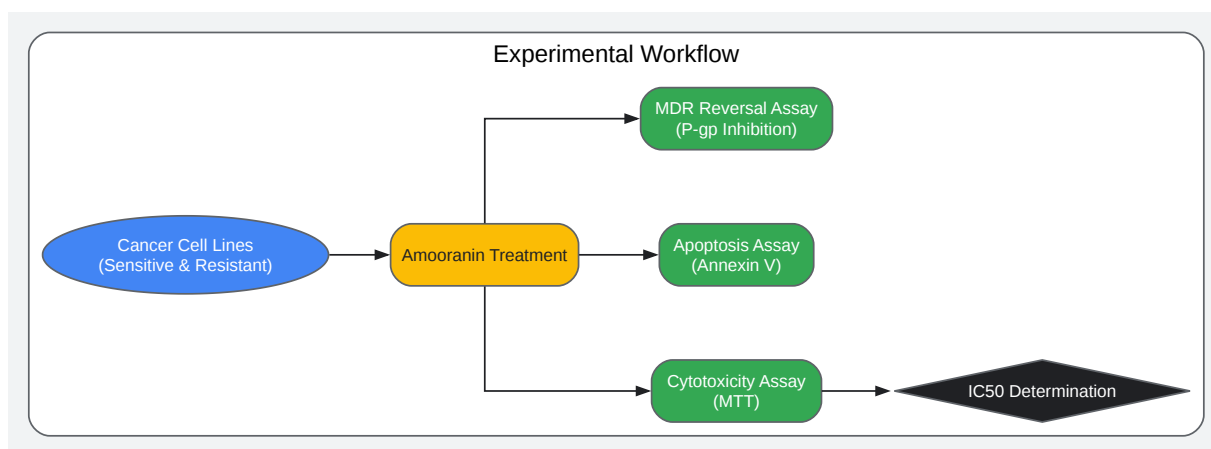 Experimental Workflow
MDR Reversal Assay
(P-gp Inhibition)
Cancer Cell Lines
(Sensitive & Resistant)
Amooranin Treatment
Apoptosis Assay
(Annexin V)
Cytotoxicity Assay
(MTT)
IC50 Determination